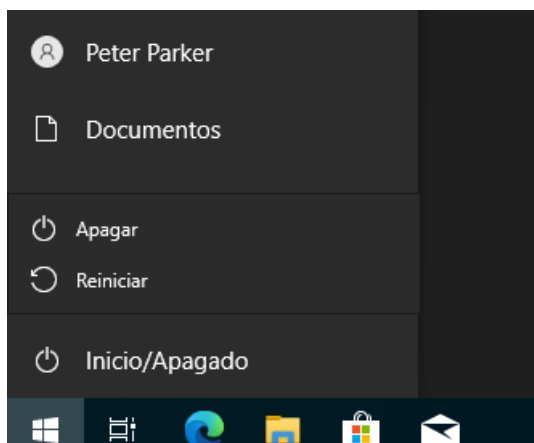 Peter Parker
Documentos
Apagar
Reiniciar
Inicio/Apagado